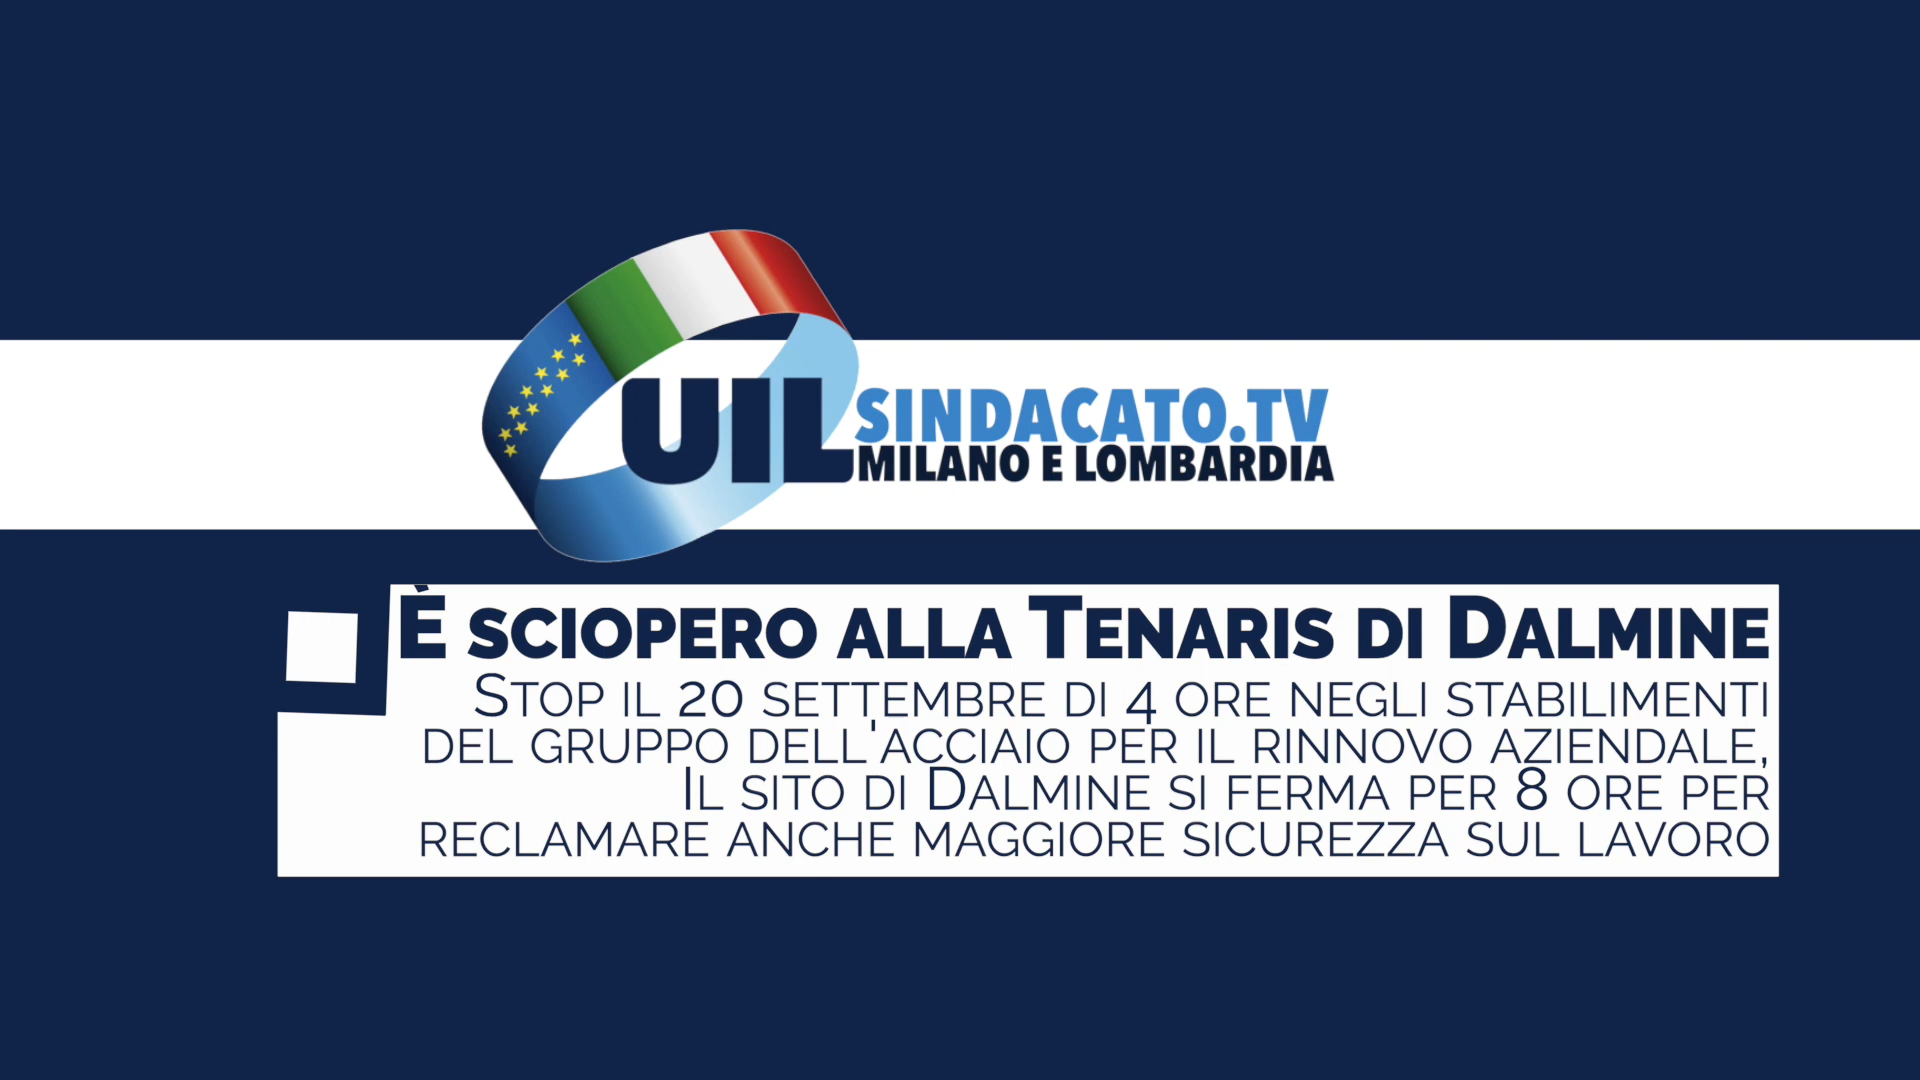 UIL SINDACATO.TV
MILANO E LOMBARDIA
È SCIOPERO ALLA TENARIS DI DALMINE
STOP IL 20 SETTEMBRE DI 4 ORE NEGLI STABILIMENTI
DEL GRUPPO DELL'ACCIAIO PER IL RINNOVO AZIENDALE,
IL SITO DI DALMINE SI FERMA PER 8 ORE PER
RECLAMARE ANCHE MAGGIORE SICUREZZA SUL LAVORO